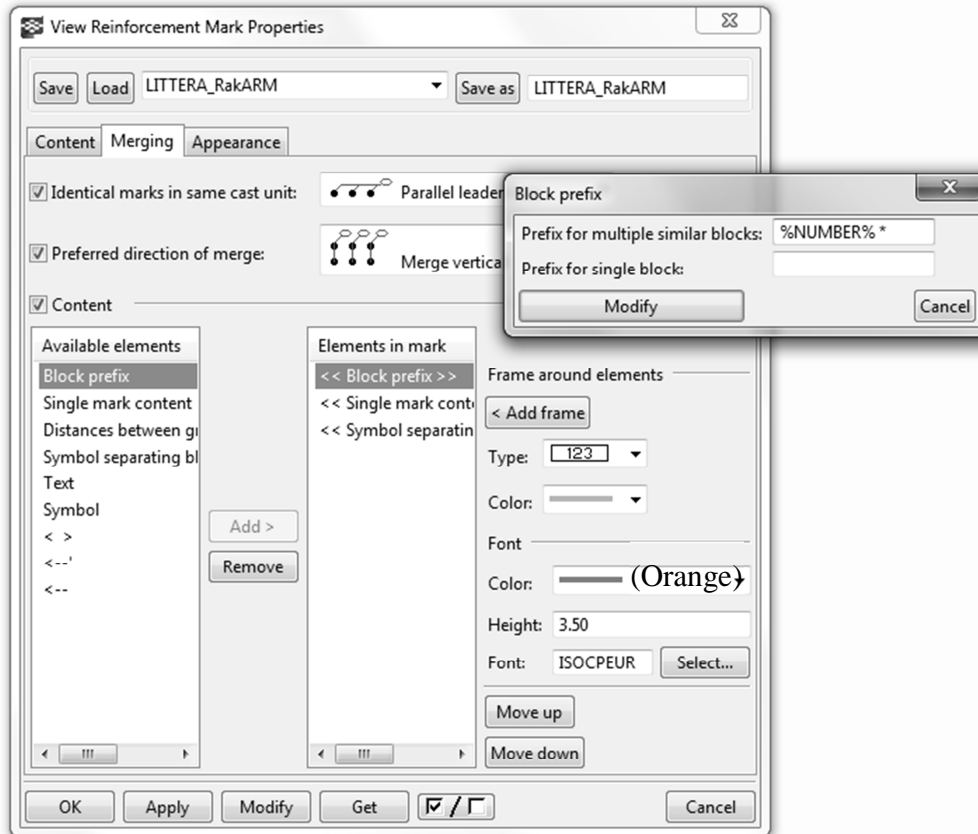 View Reinforcement Mark Properties
Save Load LITTERA_RakARM Save as LITTERA_RakARM
Content Merging Appearance
Identical marks in same cast unit: Parallel leader
Preferred direction of merge: Merge vertica
Content
Block prefix
Prefix for multiple similar blocks: %NUMBER% *
Prefix for single block:
Modify Cancel
Available elements
Block prefix
Single mark content
Distances between gr
Symbol separating bl
Text
Symbol
< >
<--'
<--
Add >
Remove
Elements in mark
<< Block prefix >>
<< Single mark conte
<< Symbol separatin
Frame around elements
< Add frame
Type: 123
Color:
Font
Color: (Orange)
Height: 3.50
Font: ISOCPEUR Select...
Move up
Move down
OK Apply Modify Get / Cancel